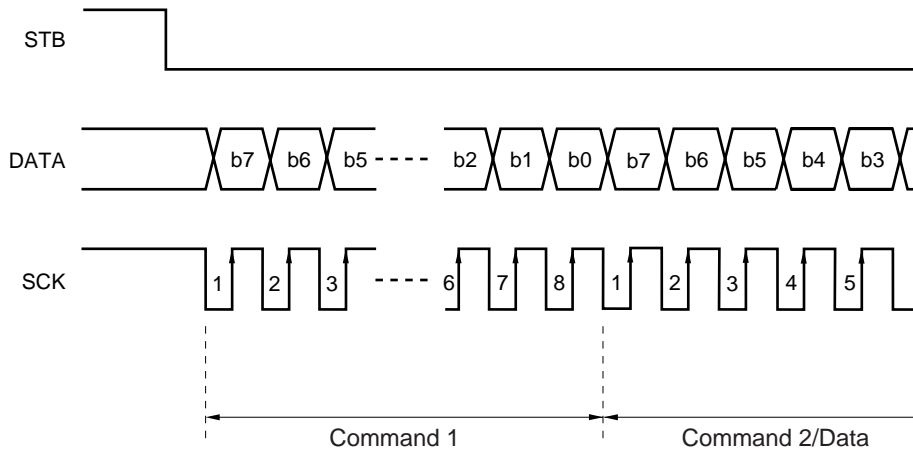 STB
DATA b7 b6 b5 b2 b1 b0 b7 b6 b5 b4 b3
SCK 1 2 3 6 7 8 1 2 3 4 5
Command 1 Command 2/Data